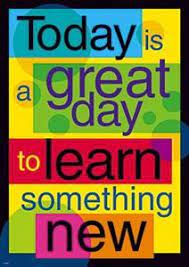 Today is
a great
day
to learn
something
new